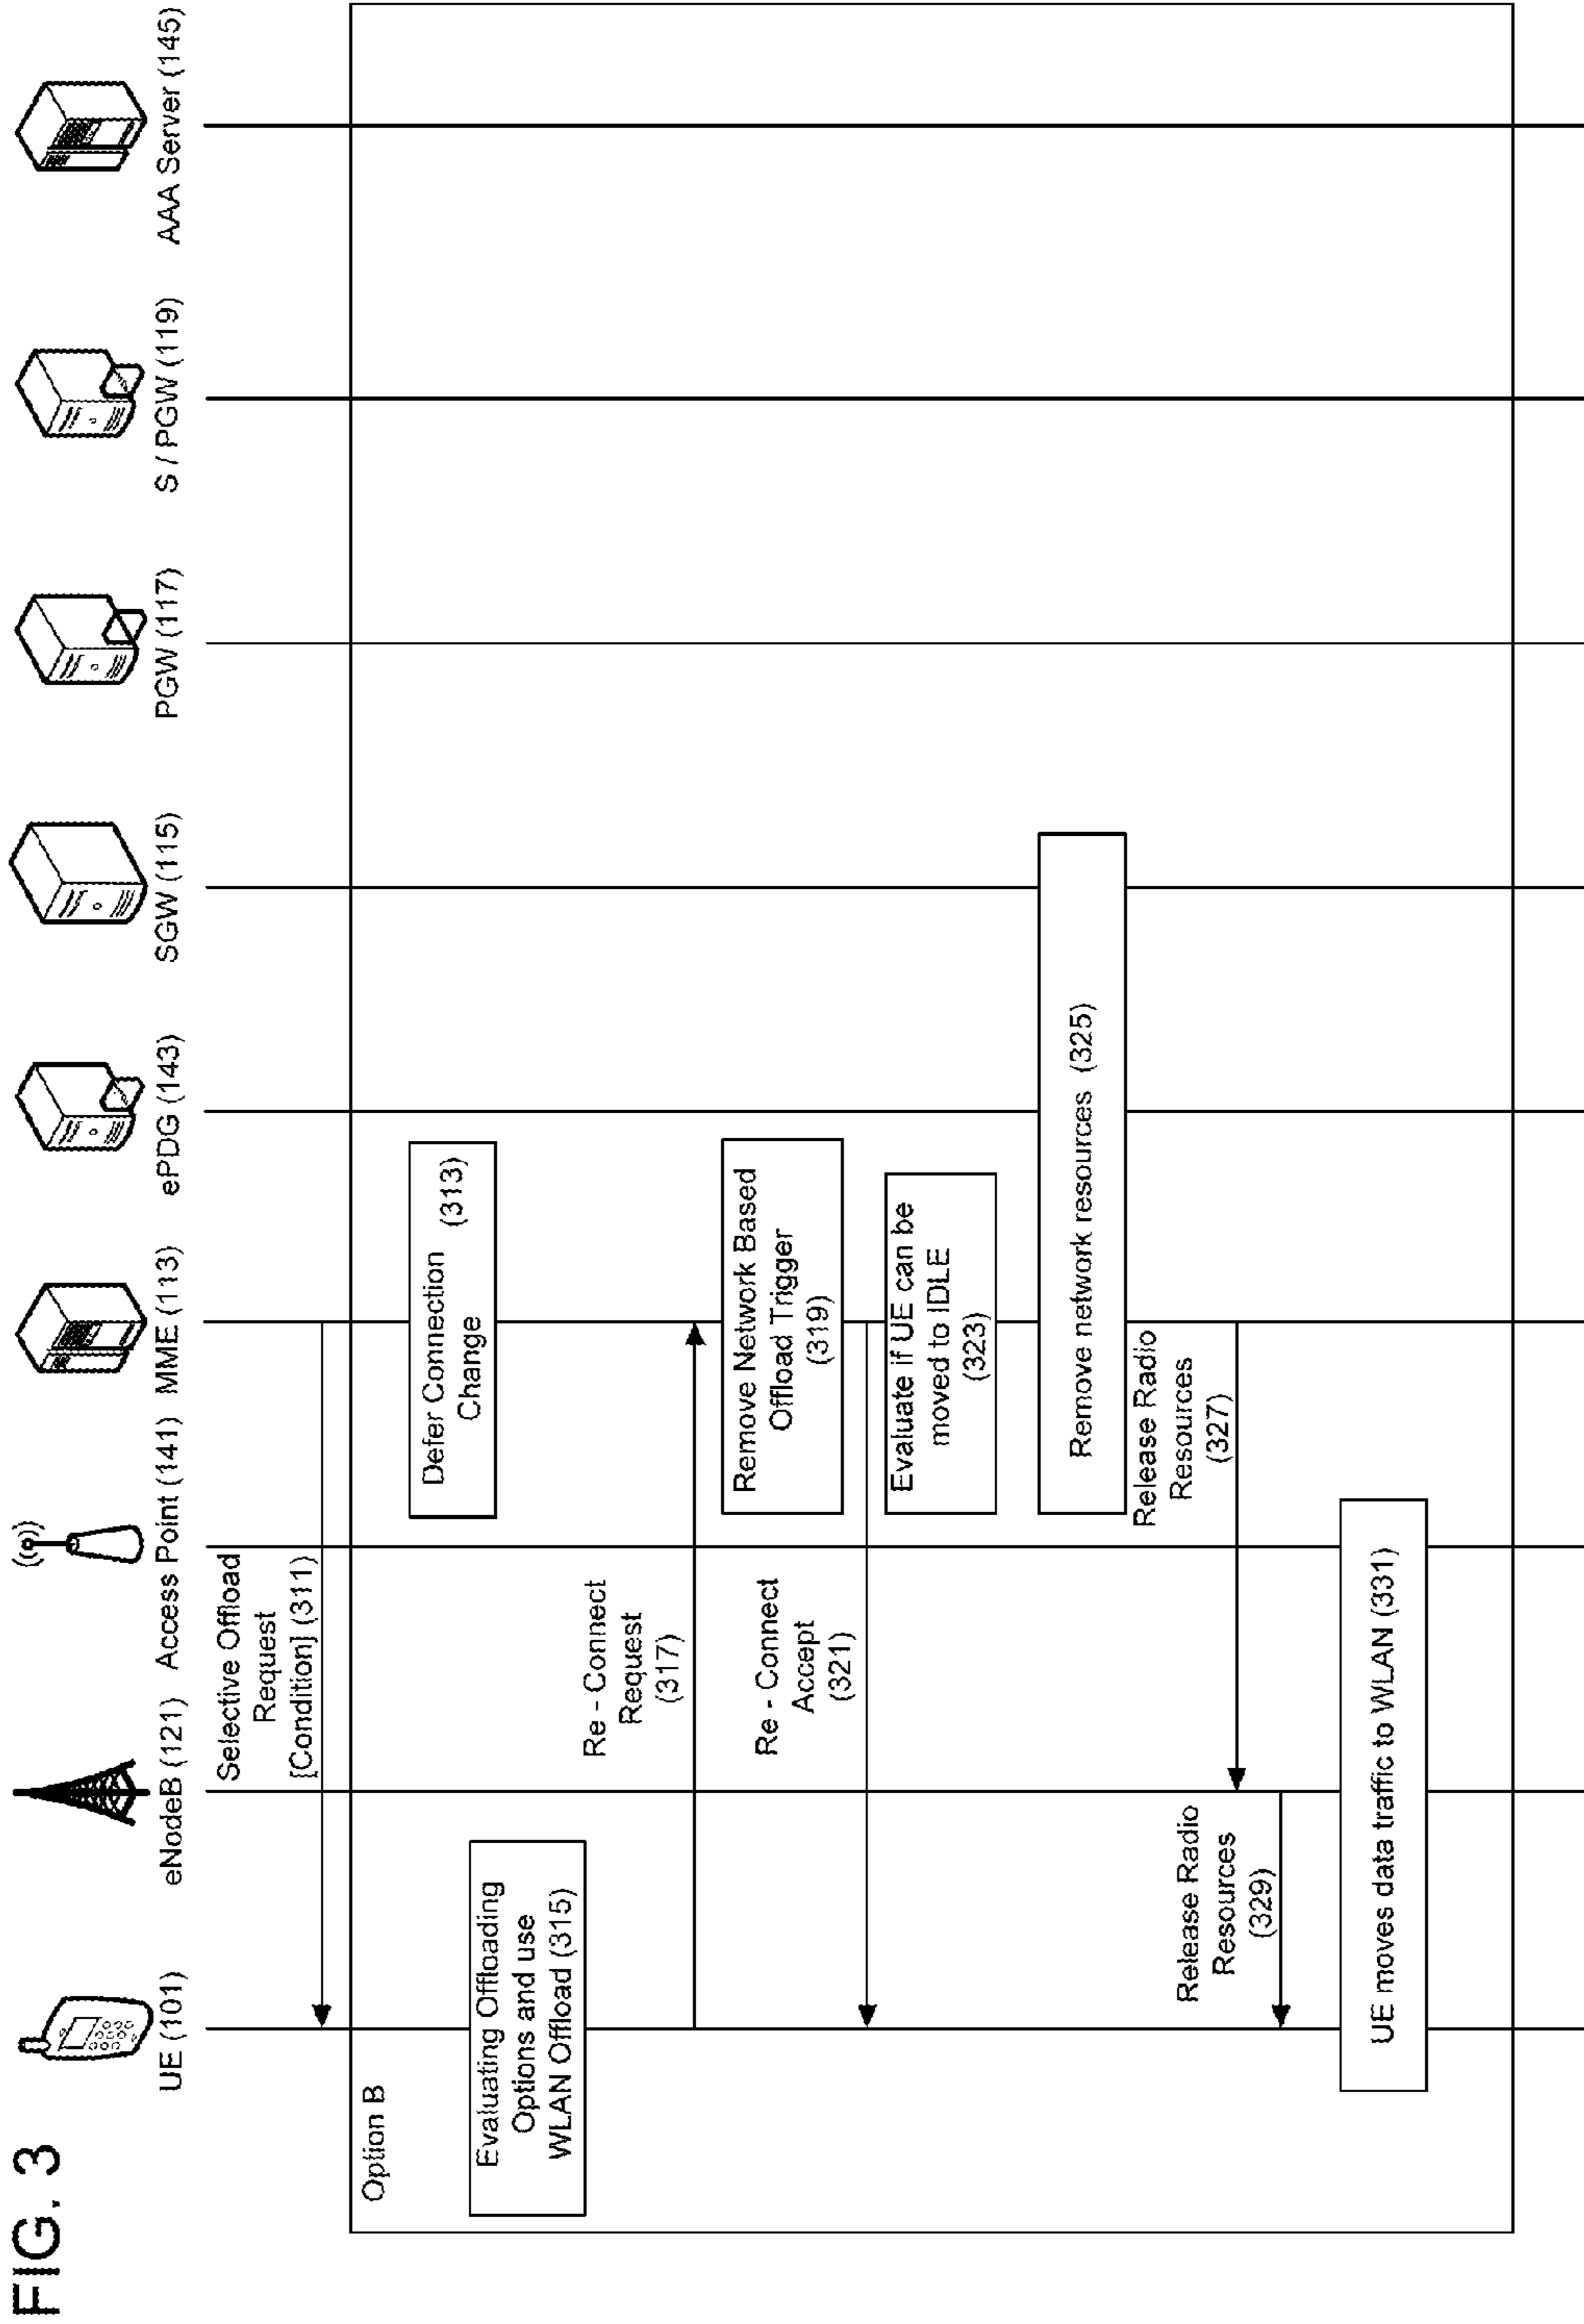 FIG. 3
UE (101)
eNodeB (121)
Access Point (141)
MME (113)
ePDG (143)
SGW (115)
PGW (117)
S / PGW (119)
AAA Server (145)
Selective Offload
Request
[Condition] (311)
Option B
Defer Connection
Change (313)
Evaluating Offloading
Options and use
WLAN Offload (315)
Re - Connect
Request
(317)
Remove Network Based
Offload Trigger
(319)
Re - Connect
Accept
(321)
Evaluate if UE can be
moved to IDLE
(323)
Remove network resources (325)
Release Radio
Resources
(327)
Release Radio
Resources
(329)
UE moves data traffic to WLAN (331)